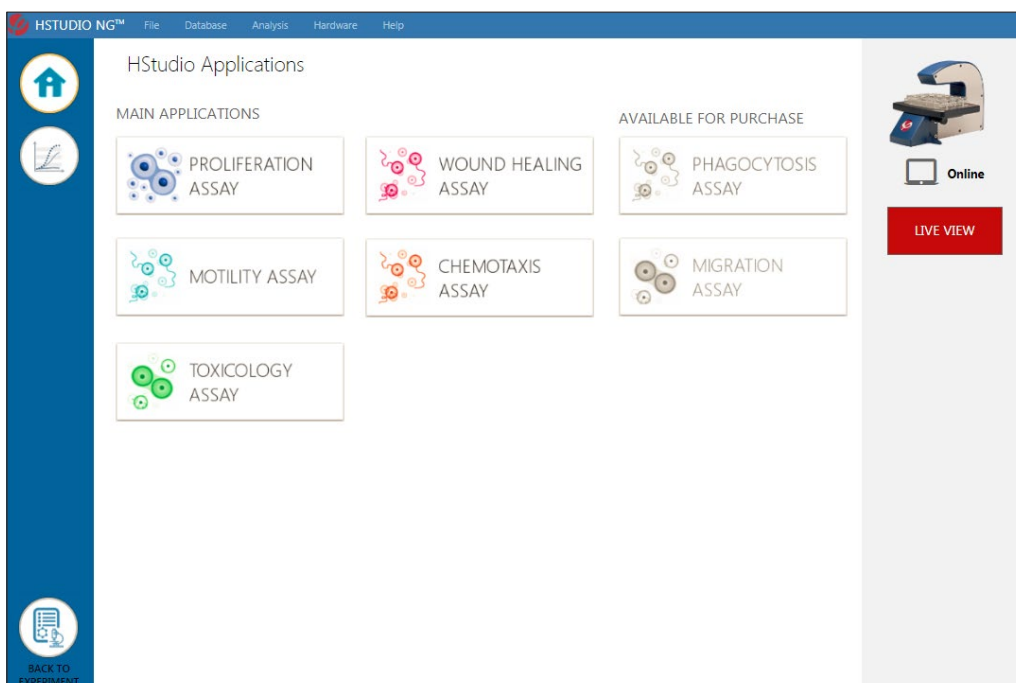 HSTUDIO NG™ File Database Analysis Hardware Help
HStudio Applications
MAIN APPLICATIONS
PROLIFERATION
ASSAY
WOUND HEALING
ASSAY
MOTILITY ASSAY
CHEMOTAXIS
ASSAY
TOXICOLOGY
ASSAY
AVAILABLE FOR PURCHASE
PHAGOCYTOSIS
ASSAY
MIGRATION
ASSAY
Online
LIVE VIEW
BACK TO
EXPERIMENT